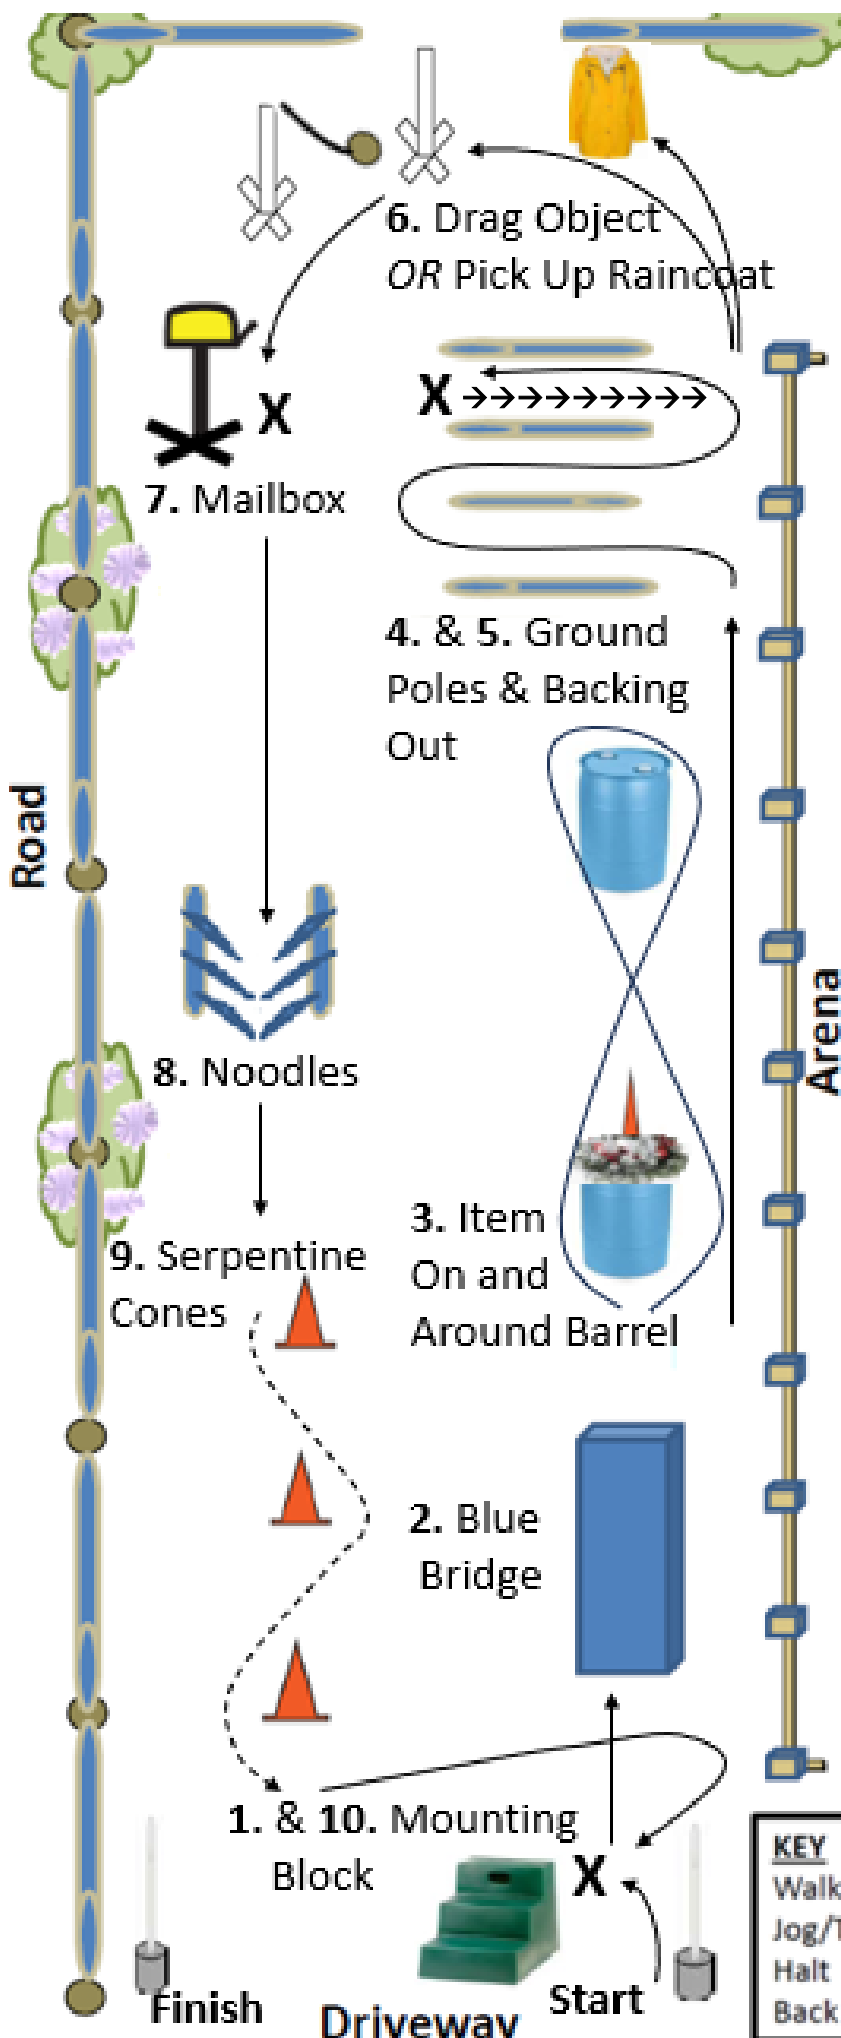 6. Drag Object
OR Pick Up Raincoat
X
X
7. Mailbox
4. & 5. Ground
Poles & Backing
Out
Road
Arena
8. Noodles
3. Item
On and
Around Barrel
9. Serpentine
Cones
2. Blue
Bridge
1. & 10. Mounting
Block
X
KEY
Walk
Jog/T
Halt
Back
Start
Finish
Driveway